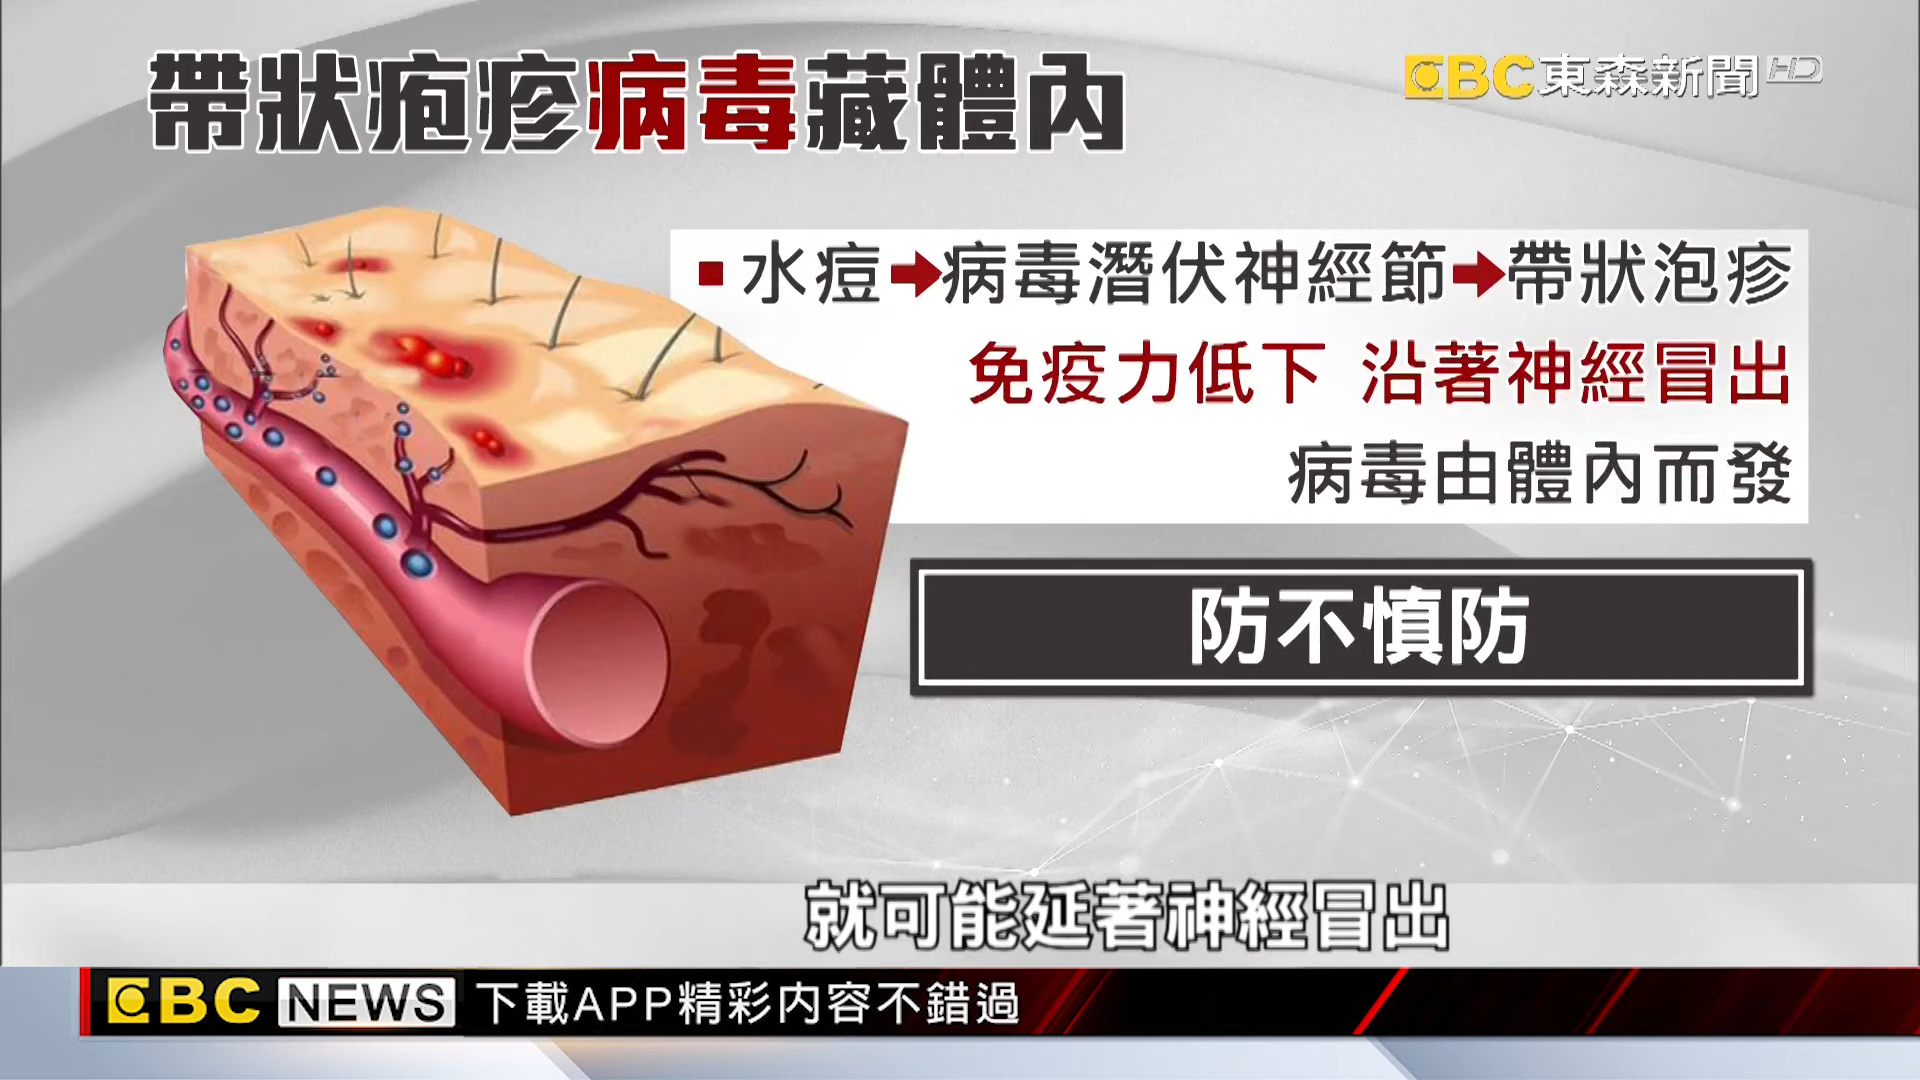 帶狀疱疹病毒藏體內
EBC東森新聞HD
水痘➡病毒潛伏神經節➡帶狀泡疹
免疫力低下 沿著神經冒出
病毒由體內而發
防不慎防
就可能延著神經冒出
EBC NEWS 下載APP精彩內容不錯過